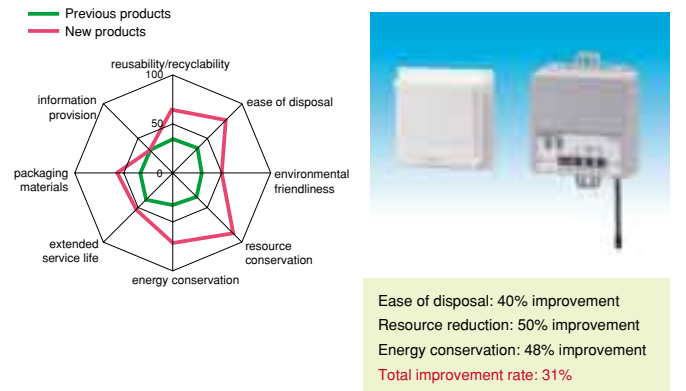 Previous products
New products
reusability/recyclability
100
information
provision
ease of disposal
50
packaging
materials
0
environmental
friendliness
extended
service life
resource
conservation
energy conservation
Ease of disposal: 40% improvement
Resource reduction: 50% improvement
Energy conservation: 48% improvement
Total improvement rate: 31%